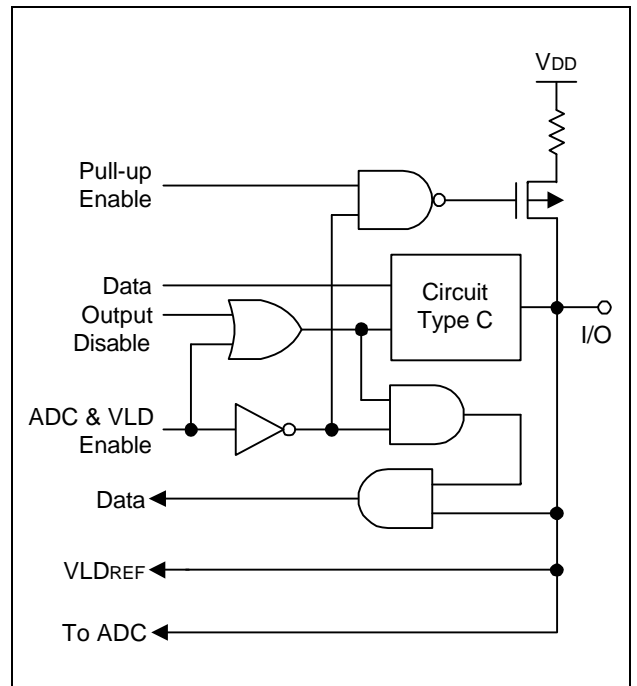 VDD
Pull-up
Enable
Data
Output
Disable
Circuit
Type C
I/O
ADC & VLD
Enable
Data
VLDREF
To ADC